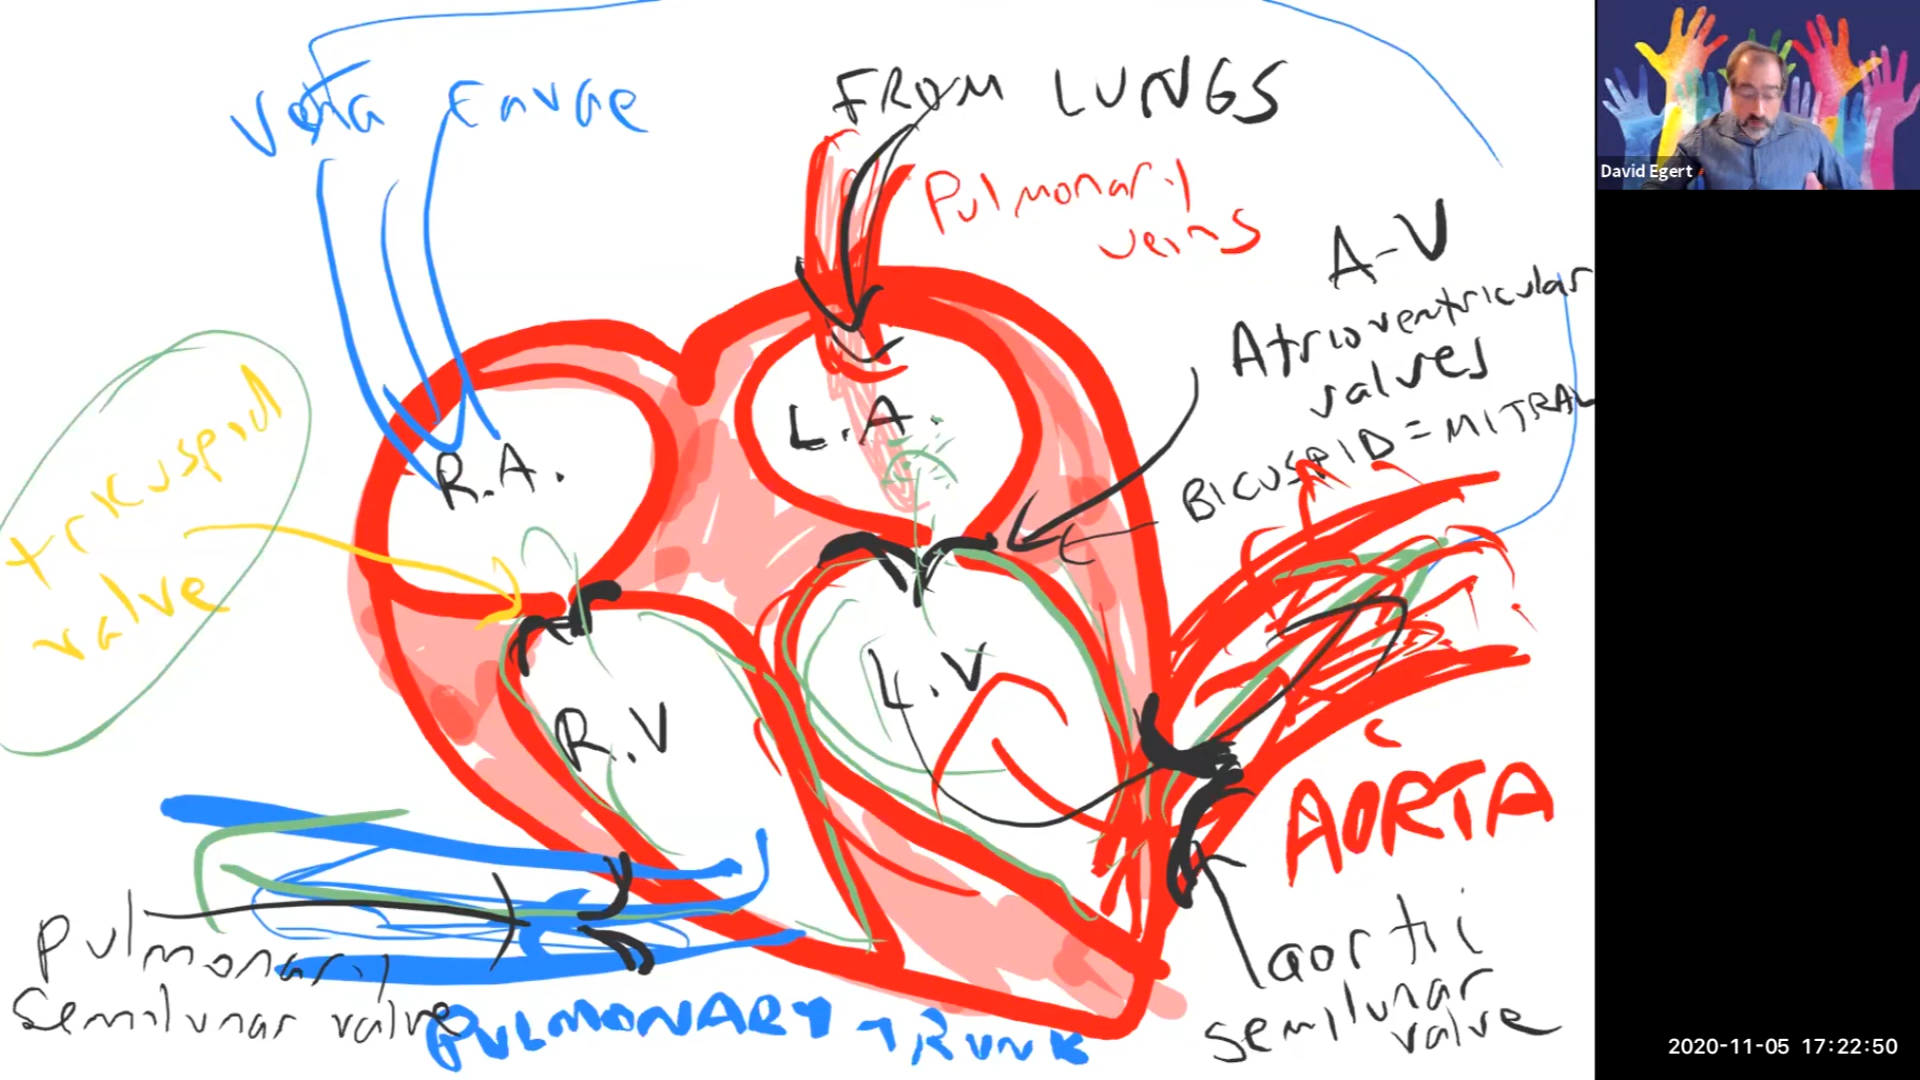 vena cavae
FROM LUNGS
Pulmonary
veins
David Egert
A-V
Atrioventricular
valves
BICUSPID = MITRAL
tricuspid
valve
R.A.
L.A.
R.V
L.V
AORTA
aortic
semilunar
valve
pulmonary
semilunar valve
PULMONARY TRUNK
2020-11-05 17:22:50